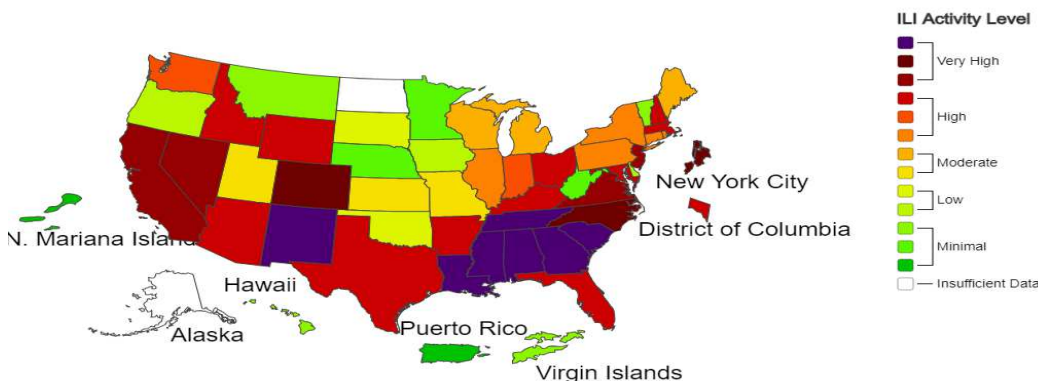 ILI Activity Level
Very High
High
Moderate
Low
Minimal
Insufficient Data
New York City
District of Columbia
N. Mariana Island
Hawaii
Alaska
Puerto Rico
Virgin Islands